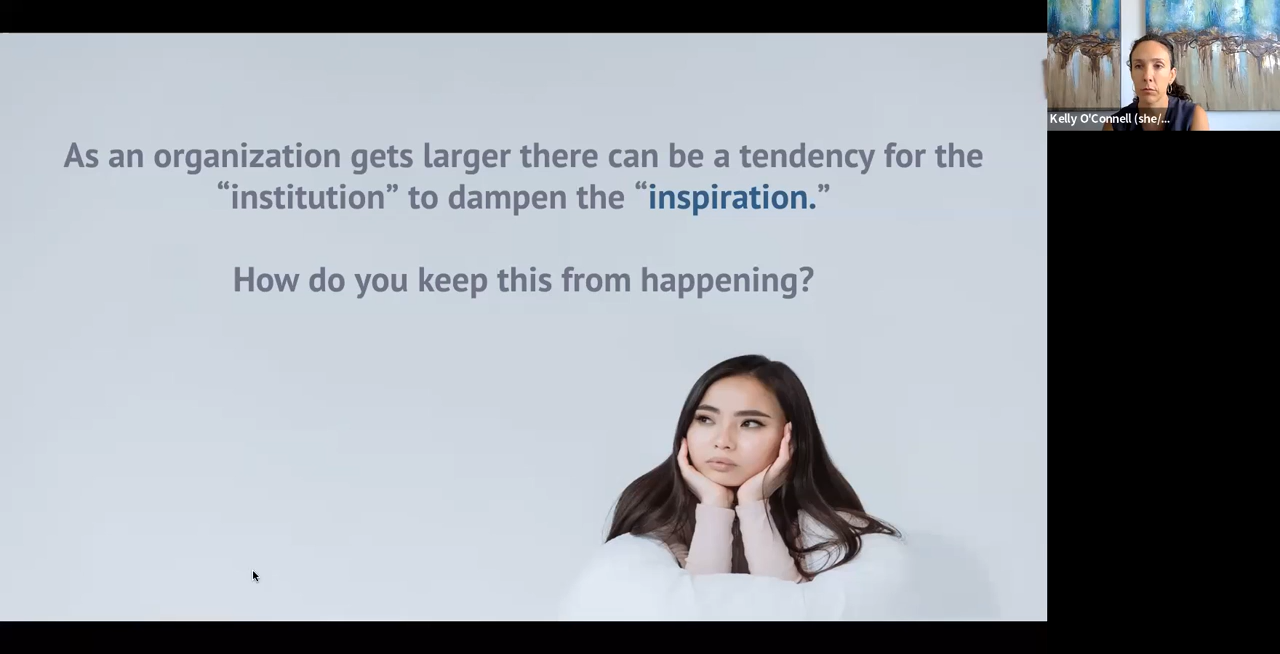 As an organization gets larger there can be a tendency for the
“institution” to dampen the “inspiration.”
How do you keep this from happening?
Kelly O'Connell (she/...